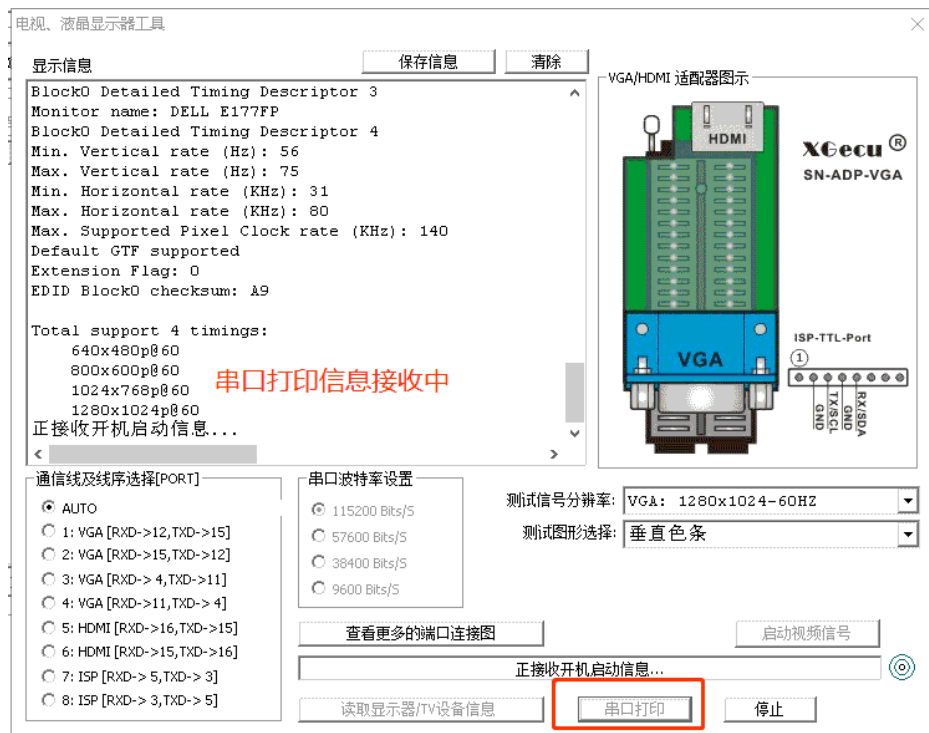 电视、液晶显示器工具
显示信息
保存信息
清除
Block0 Detailed Timing Descriptor 3
Monitor name: DELL E177FP
Block0 Detailed Timing Descriptor 4
Min. Vertical rate (Hz): 56
Max. Vertical rate (Hz): 75
Min. Horizontal rate (KHz): 31
Max. Horizontal rate (KHz): 80
Max. Supported Pixel Clock rate (KHz): 140
Default GTF supported
Extension Flag: 0
EDID Block0 checksum: A9
Total support 4 timings:
640x480p@60
800x600p@60
1024x768p@60
1280x1024p@60
串口打印信息接收中
正接收开机启动信息...
VGA/HDMI 适配器图示
HDMI
XGecu ®
SN-ADP-VGA
VGA
ISP-TTL-Port
1
GND
TX/SCL
GND
RX/SDA
通信线及线序选择[PORT]
AUTO
1: VGA [RXD->12,TXD->15]
2: VGA [RXD->15,TXD->12]
3: VGA [RXD-> 4,TXD->11]
4: VGA [RXD->11,TXD-> 4]
5: HDMI [RXD->16,TXD->15]
6: HDMI [RXD->15,TXD->16]
7: ISP [RXD-> 5,TXD-> 3]
8: ISP [RXD-> 3,TXD-> 5]
串口波特率设置
115200 Bits/S
57600 Bits/S
38400 Bits/S
9600 Bits/S
测试信号分辨率: VGA: 1280x1024-60HZ
测试图形选择: 垂直色条
查看更多的端口连接图
启动视频信号
正接收开机启动信息...
读取显示器/TV设备信息
串口打印
停止